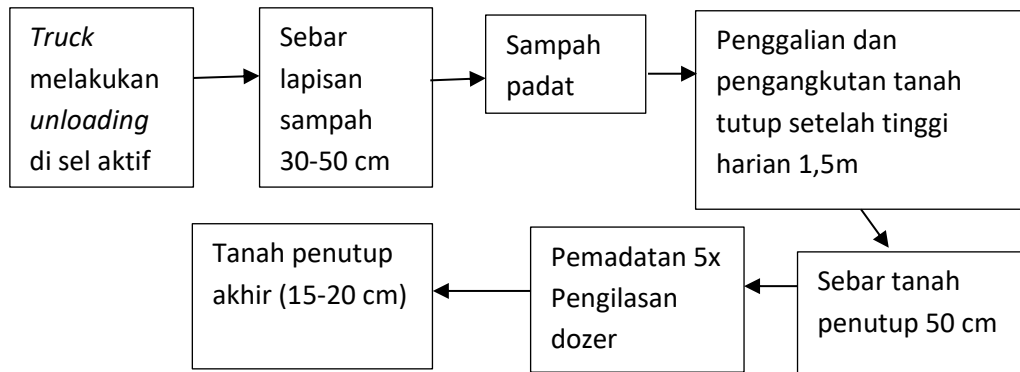 Truck
melakukan
unloading
di sel aktif
Sebar
lapisan
sampah
30-50 cm
Sampah
padat
Penggalian dan
pengangkutan tanah
tutup setelah tinggi
harian 1,5m
Sebar tanah
penutup 50 cm
Pemadatan 5x
Pengilasan
dozer
Tanah penutup
akhir (15-20 cm)